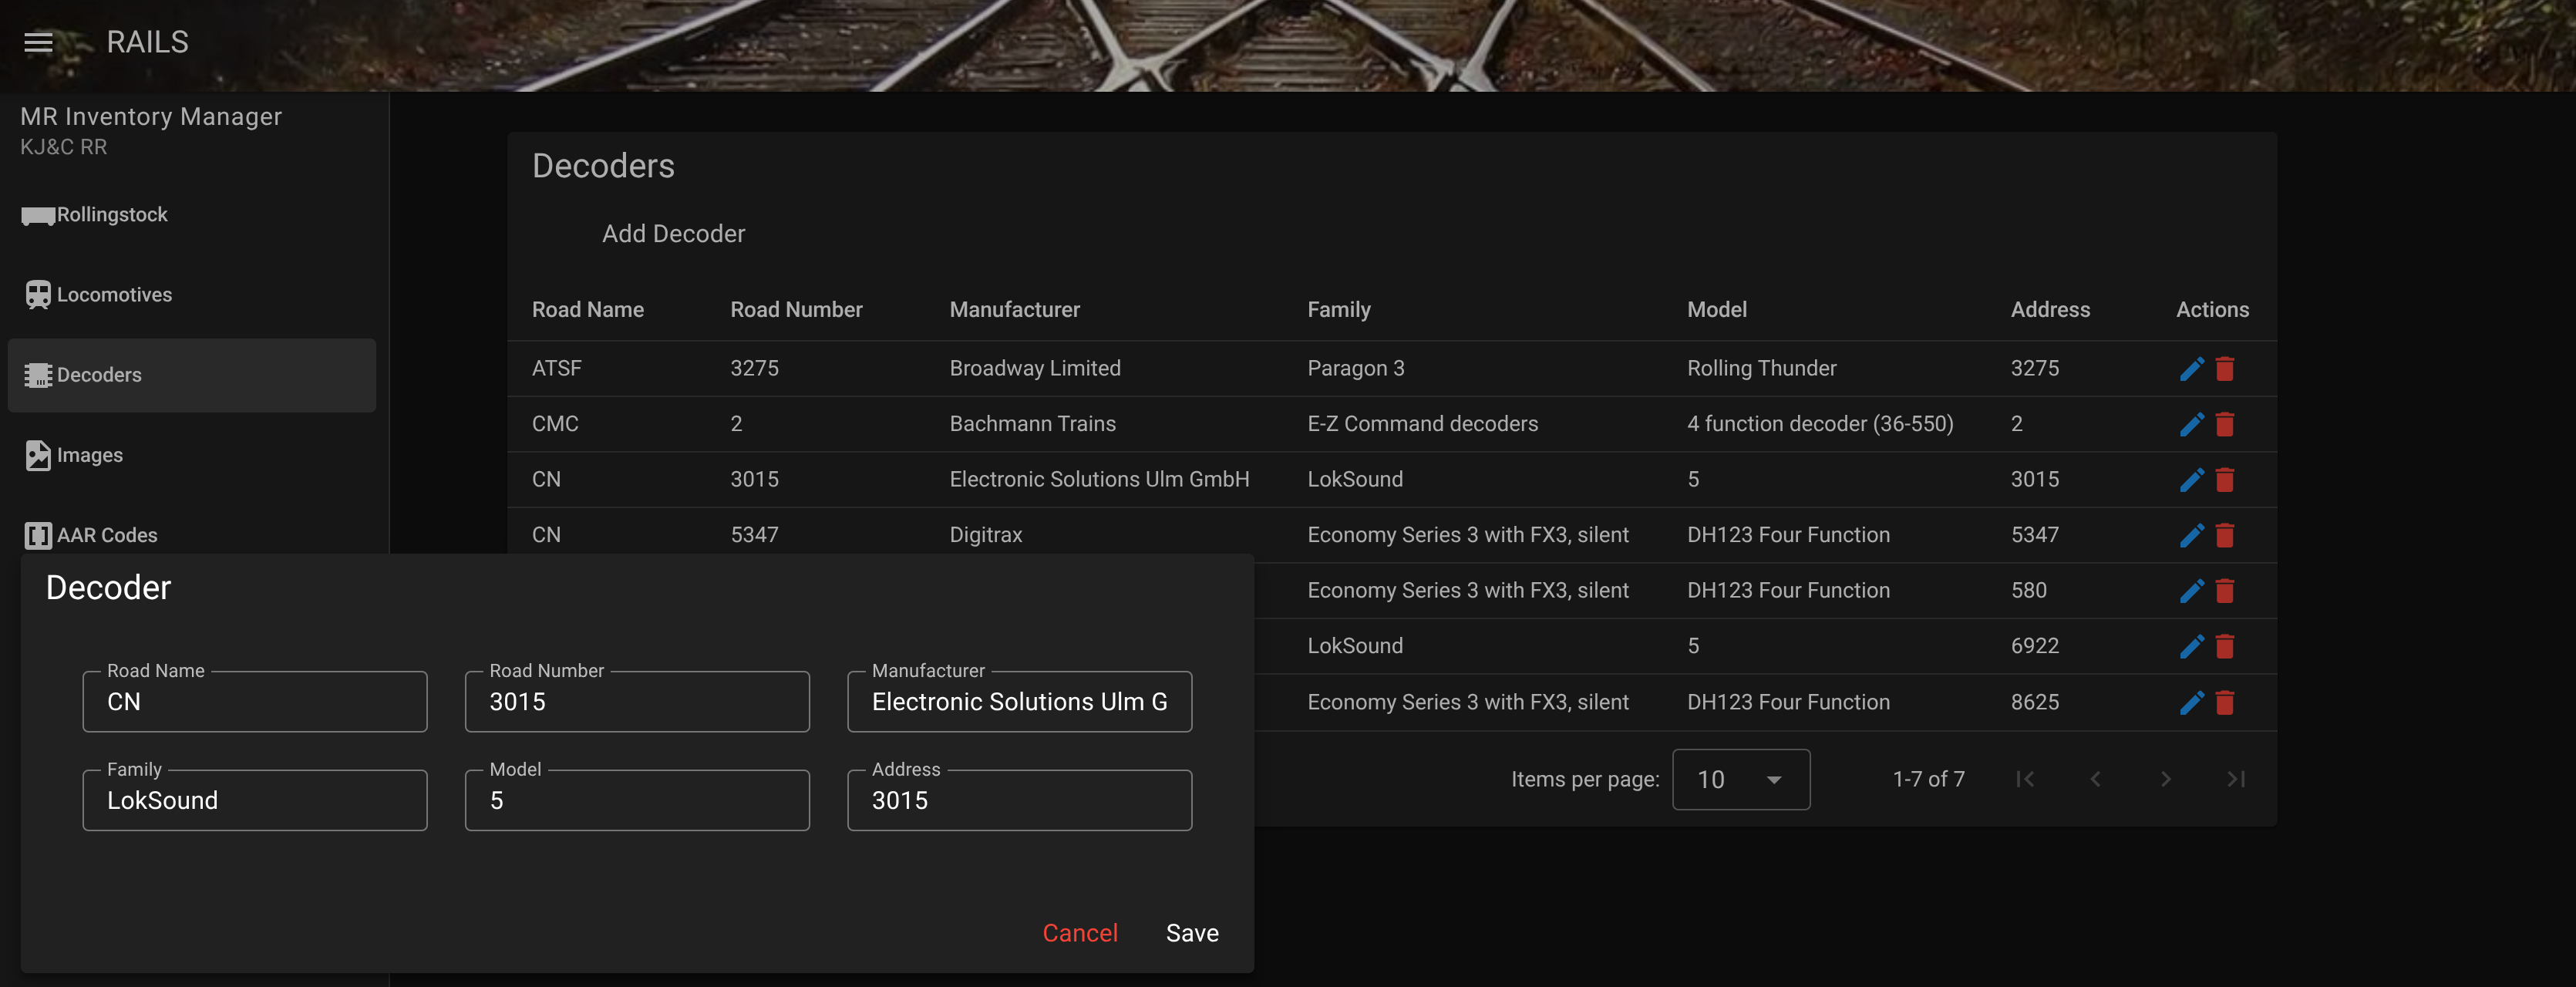 RAILS
MR Inventory Manager
KJ&C RR
Rollingstock
Locomotives
Decoders
Images
AAR Codes
Decoders
Add Decoder
Road Name Road Number Manufacturer Family Model Address Actions
ATSF 3275 Broadway Limited Paragon 3 Rolling Thunder 3275
CMC 2 Bachmann Trains E-Z Command decoders 4 function decoder (36-550) 2
CN 3015 Electronic Solutions Ulm GmbH LokSound 5 3015
CN 5347 Digitrax Economy Series 3 with FX3, silent DH123 Four Function 5347
Economy Series 3 with FX3, silent DH123 Four Function 580
LokSound 5 6922
Economy Series 3 with FX3, silent DH123 Four Function 8625
Items per page: 10 1-7 of 7
Decoder
Road Name Road Number Manufacturer
CN 3015 Electronic Solutions Ulm G
Family Model Address
LokSound 5 3015
Cancel Save